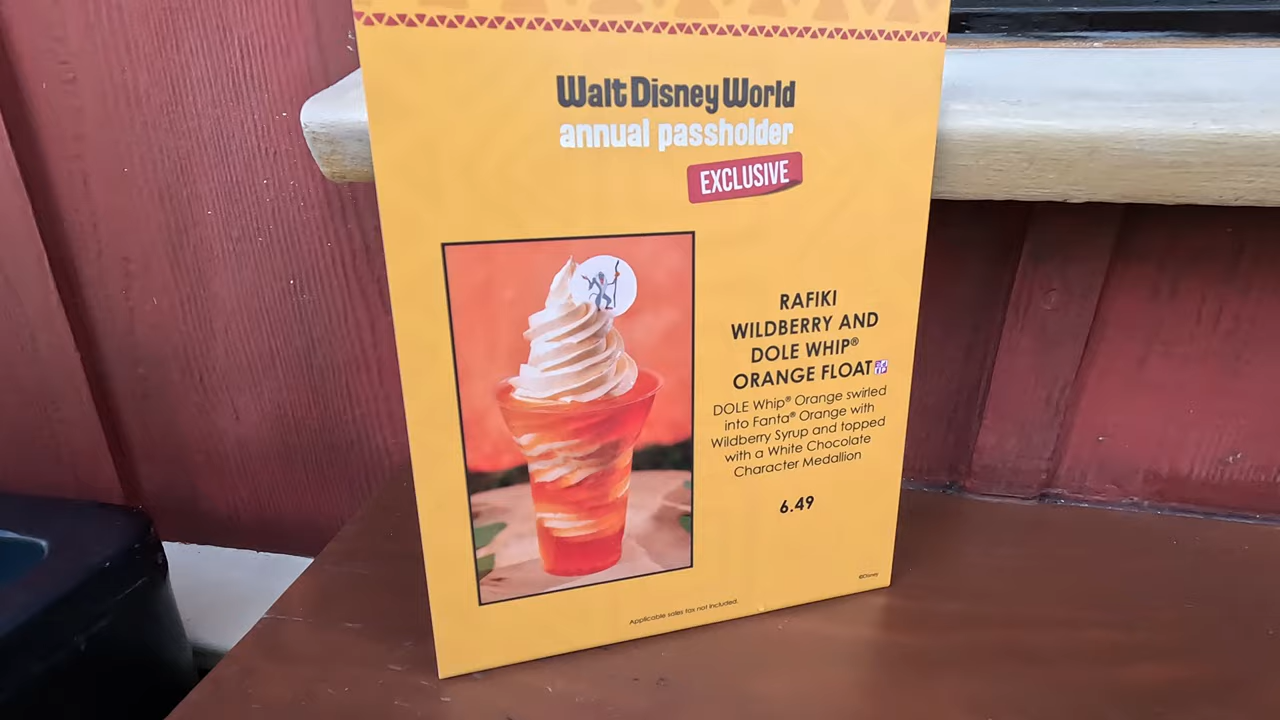 Walt Disney World
annual passholder
EXCLUSIVE
RAFIKI
WILDBERRY AND
DOLE WHIP®
ORANGE FLOAT
DOLE Whip® Orange swirled
into Fanta® Orange with
Wildberry Syrup and topped
with a White Chocolate
Character Medallion
6.49
©Disney
Applicable sales tax not included.